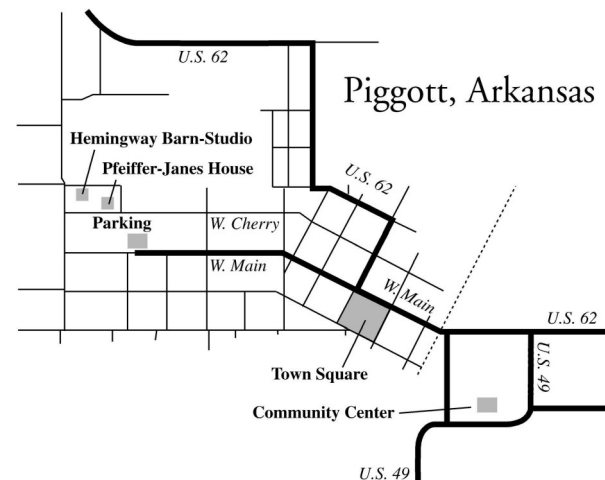 U.S. 62
Piggott, Arkansas
Hemingway Barn-Studio
Pfeiffer-Janes House
U.S. 62
Parking
W. Cherry
W. Main
W. Main
U.S. 62
U.S. 49
Town Square
Community Center
U.S. 49